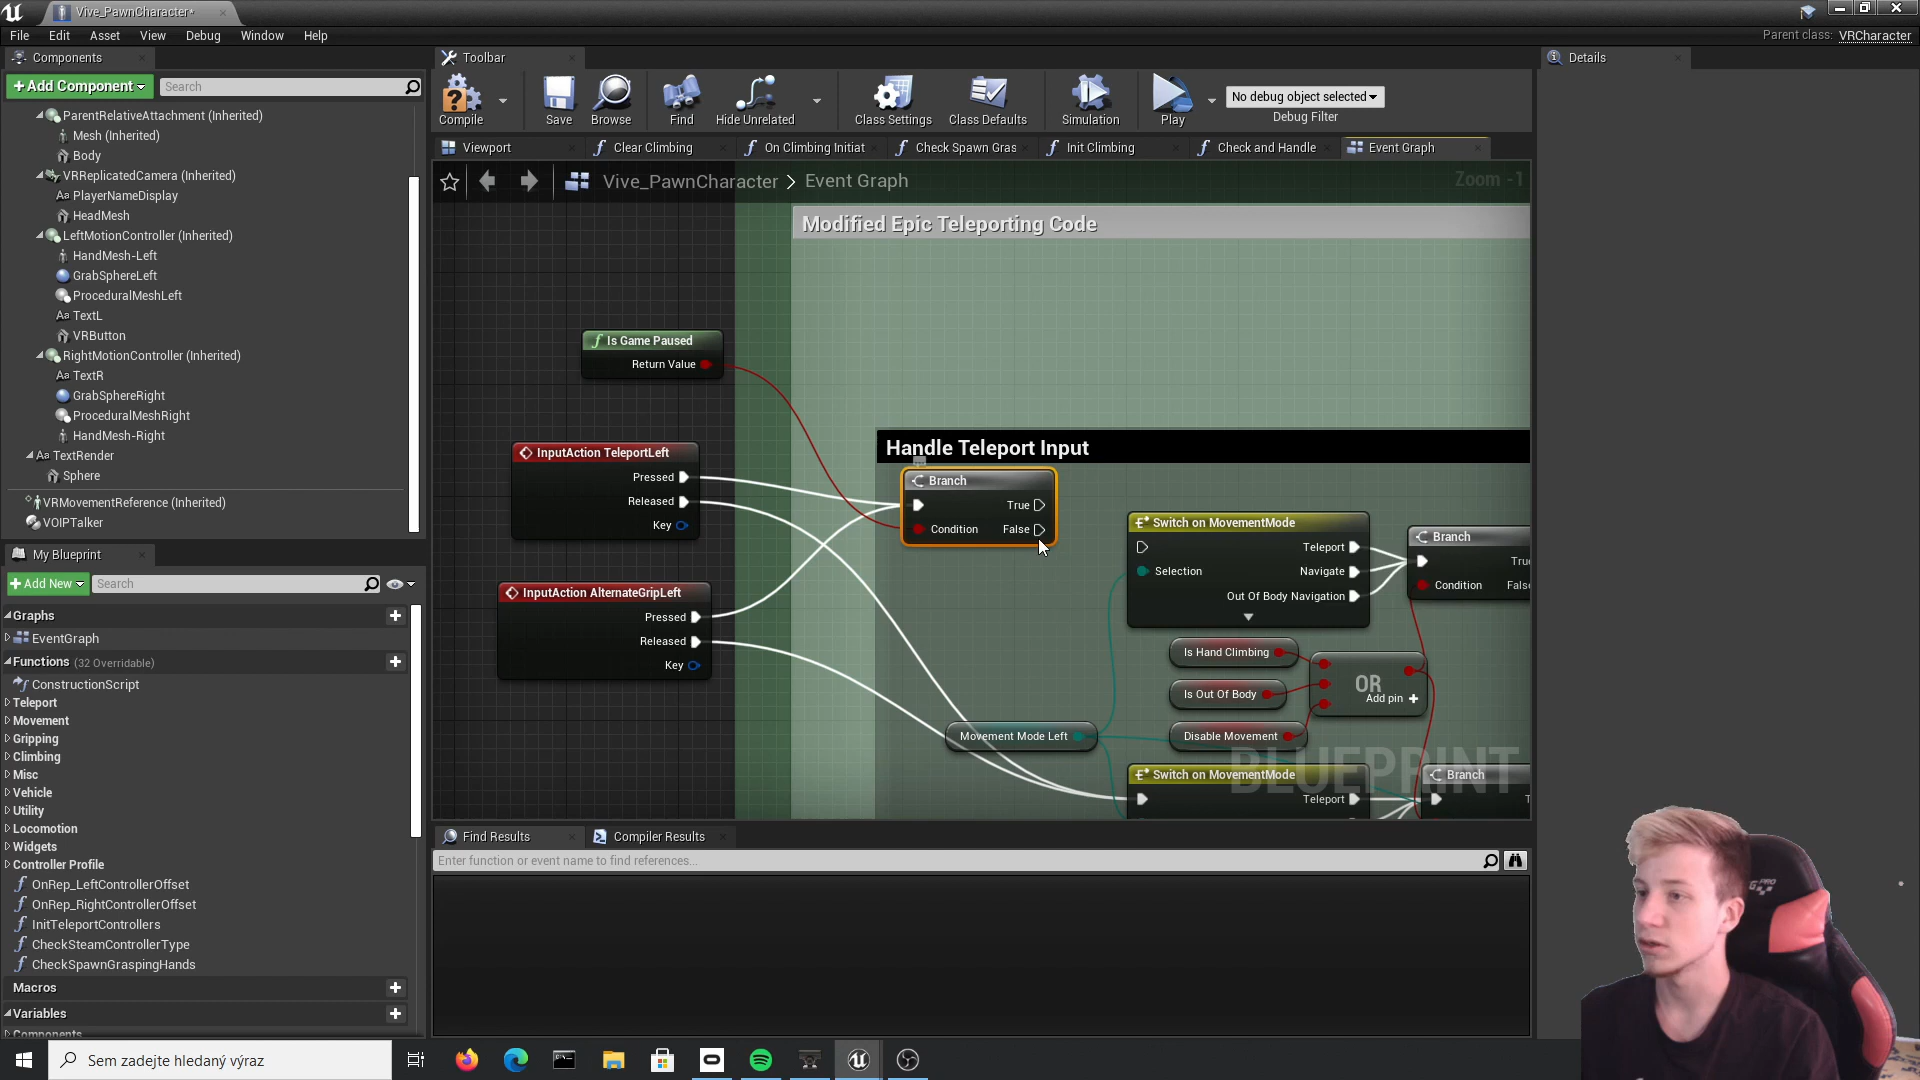 Vive_PawnCharacter*
File Edit Asset View Debug Window Help
Parent class: VRCharacter
Components
Toolbar
Details
+ Add Component
Search
Compile
Save
Browse
Find
Hide Unrelated
Class Settings
Class Defaults
Simulation
Play
No debug object selected
Debug Filter
ParentRelativeAttachment (Inherited)
Mesh (Inherited)
Body
VRReplicatedCamera (Inherited)
Aa PlayerNameDisplay
HeadMesh
LeftMotionController (Inherited)
HandMesh-Left
GrabSphereLeft
ProceduralMeshLeft
Aa TextL
VRButton
RightMotionController (Inherited)
Aa TextR
GrabSphereRight
ProceduralMeshRight
HandMesh-Right
Aa TextRender
Sphere
VRMovementReference (Inherited)
VOIPTalker
Viewport
Clear Climbing
On Climbing Initiat
Check Spawn Gras
Init Climbing
Check and Handle
Event Graph
Vive_PawnCharacter > Event Graph
Zoom -1
Modified Epic Teleporting Code
Is Game Paused
Return Value
InputAction TeleportLeft
Pressed
Released
Key
InputAction AlternateGripLeft
Pressed
Released
Key
Handle Teleport Input
Branch
True
Condition
False
Switch on MovementMode
Teleport
Selection
Navigate
Out Of Body Navigation
Branch
True
Condition
False
Is Hand Climbing
Is Out Of Body
Disable Movement
OR
Add pin +
Movement Mode Left
Switch on MovementMode
Teleport
Branch
T
BLUEPRINT
My Blueprint
+ Add New
Search
Graphs
EventGraph
Functions (32 Overridable)
ConstructionScript
Teleport
Movement
Gripping
Climbing
Misc
Vehicle
Utility
Locomotion
Widgets
Controller Profile
OnRep_LeftControllerOffset
OnRep_RightControllerOffset
InitTeleportControllers
CheckSteamControllerType
CheckSpawnGraspingHands
Macros
Variables
Components
Find Results
Compiler Results
Enter function or event name to find references...
G PRO
Sem zadejte hledaný výraz